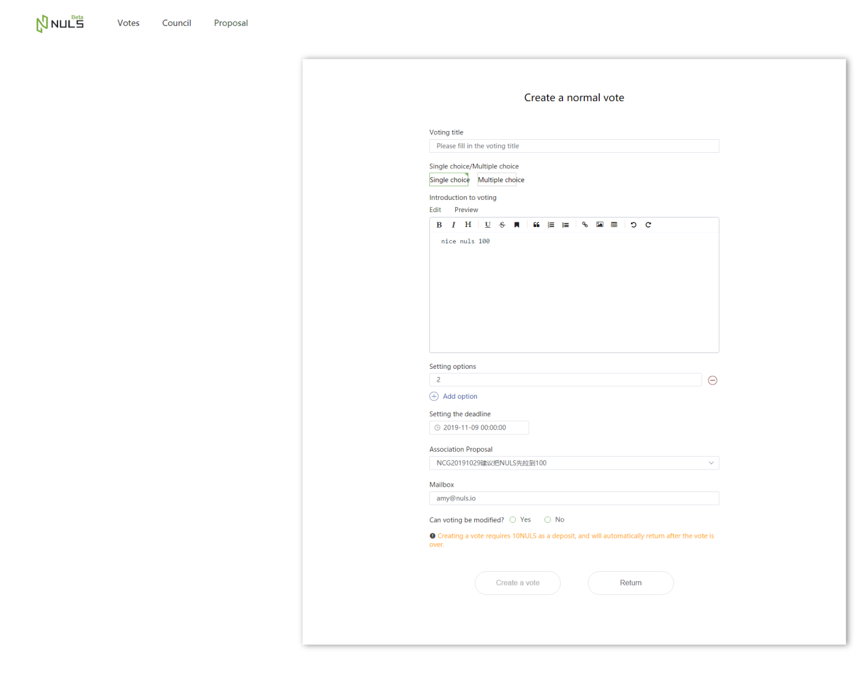 NULS Beta
Votes Council Proposal
Create a normal vote
Voting title
Please fill in the voting title
Single choice/Multiple choice
Single choice Multiple choice
Introduction to voting
Edit Preview
B I H U S
nice nuls 100
Setting options
2
Add option
Setting the deadline
2019-11-09 00:00:00
Association Proposal
NCG20191029建议把NULS先拉到100
Mailbox
amy@nuls.io
Can voting be modified? Yes No
Creating a vote requires 10NULS as a deposit, and will automatically return after the vote is
over.
Create a vote Return